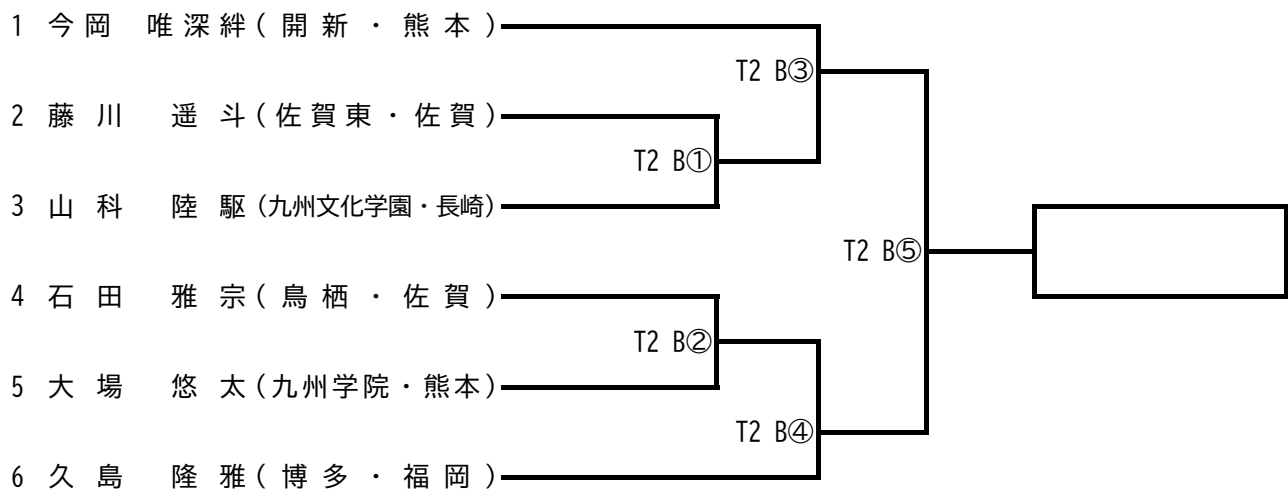 1 今岡 唯深絆(開新・熊本)
T2 B③
2 藤川 遥斗(佐賀東・佐賀)
T2 B①
3 山科 陸駆(九州文化学園・長崎)
T2 B⑤
4 石田 雅宗(鳥栖・佐賀)
T2 B②
5 大場 悠太(九州学院・熊本)
T2 B④
6 久島 隆雅(博多・福岡)